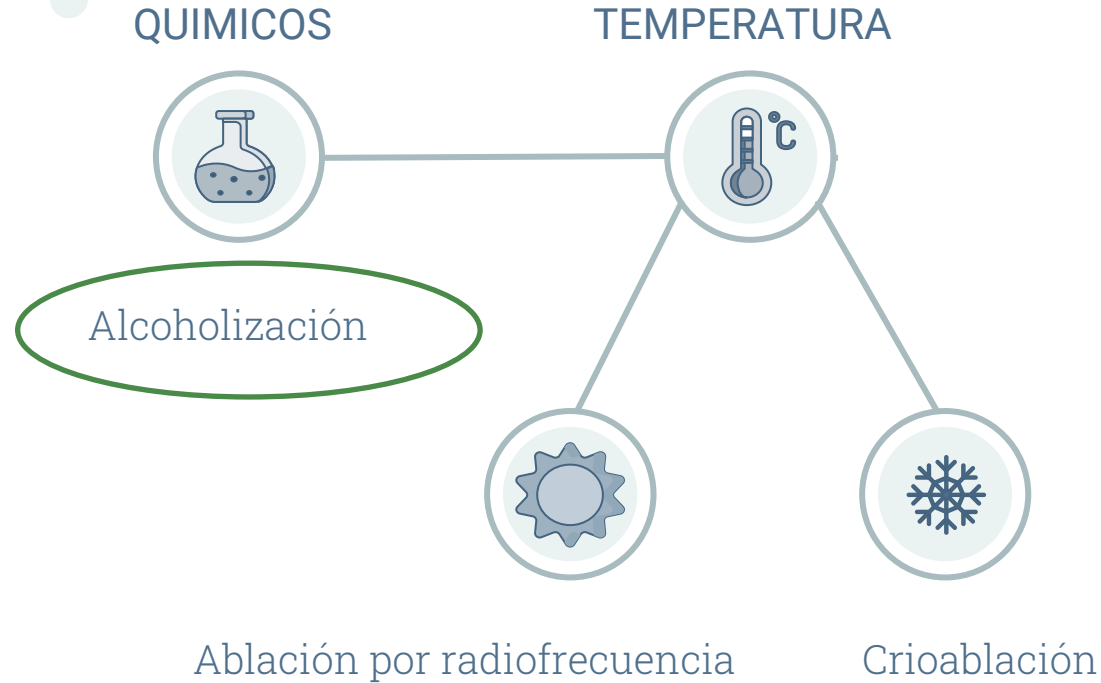 QUIMICOS
TEMPERATURA
°C
Alcoholización
Ablación por radiofrecuencia
Crioablación